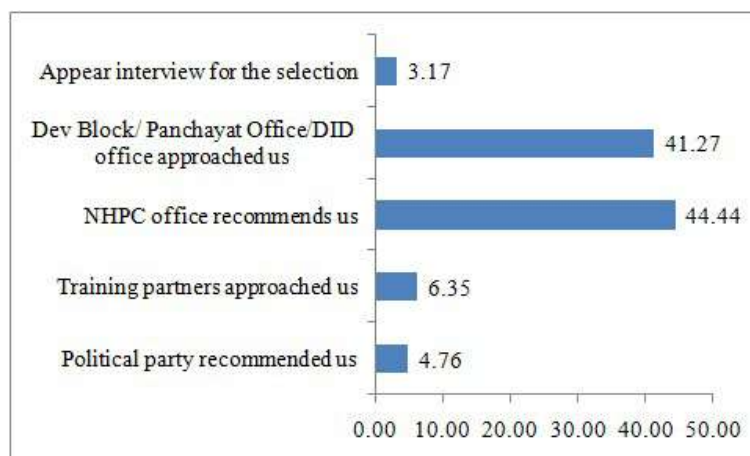 Appear interview for the selection
3.17
Dev Block/ Panchayat Office/DID
office approached us
41.27
NHPC office recommends us
44.44
Training partners approached us
6.35
Political party recommended us
4.76
0.00 10.00 20.00 30.00 40.00 50.00